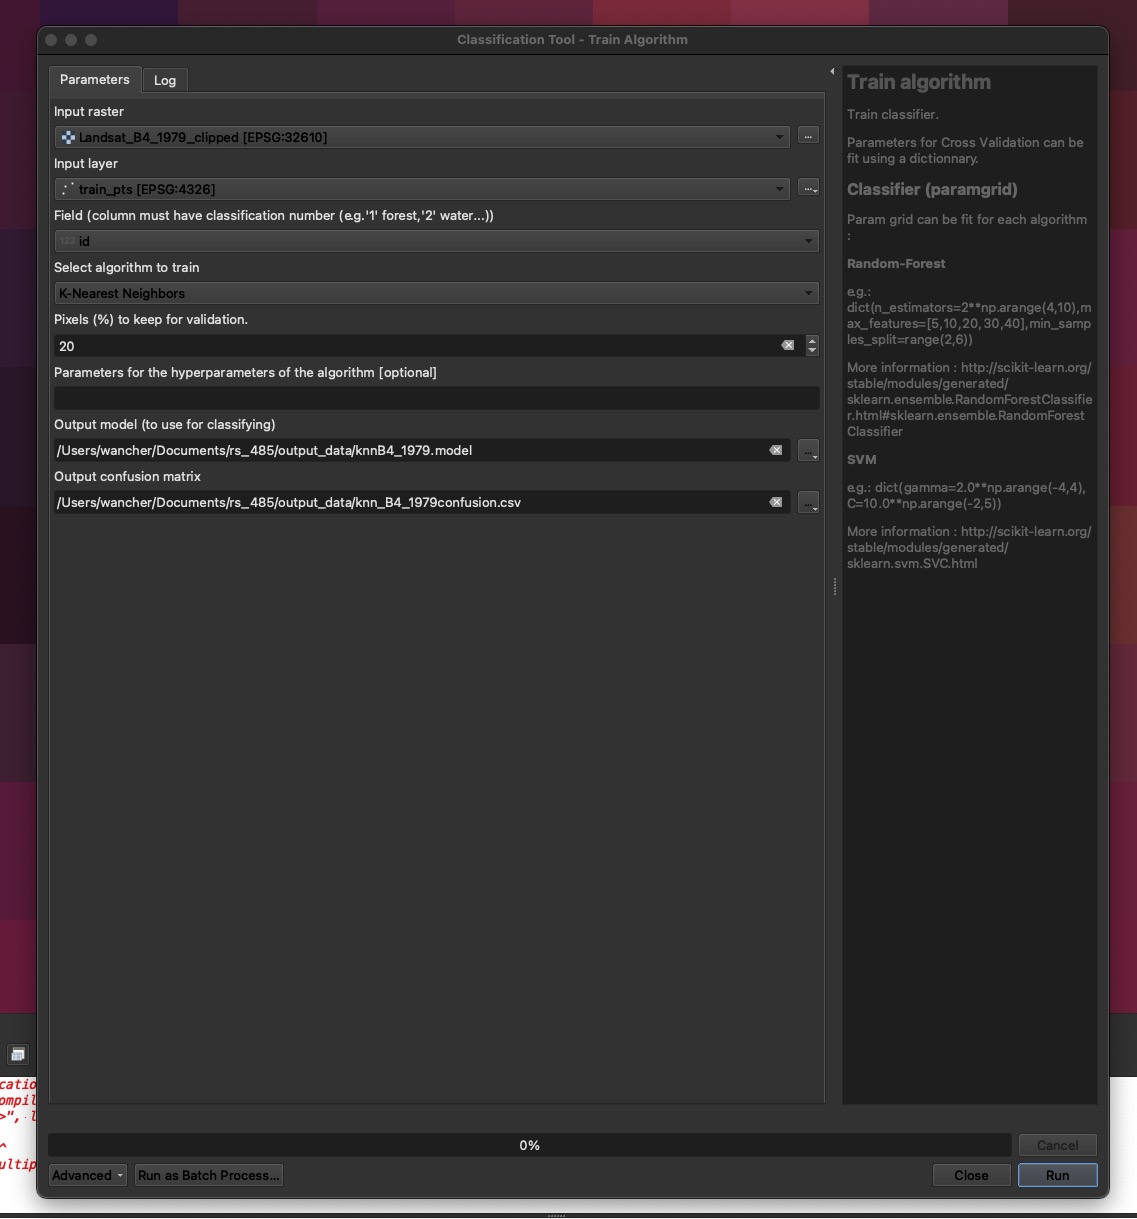 Classification Tool - Train Algorithm
Parameters
Log
Input raster
Landsat_B4_1979_clipped [EPSG:32610]
...
Input layer
train_pts [EPSG:4326]
...
Field (column must have classification number (e.g.'1' forest,'2' water...))
123 id
Select algorithm to train
K-Nearest Neighbors
Pixels (%) to keep for validation.
20
Parameters for the hyperparameters of the algorithm [optional]
Output model (to use for classifying)
/Users/wancher/Documents/rs_485/output_data/knnB4_1979.model
...
Output confusion matrix
/Users/wancher/Documents/rs_485/output_data/knn_B4_1979confusion.csv
...
Train algorithm
Train classifier.
Parameters for Cross Validation can be
fit using a dictionnary.
Classifier (paramgrid)
Param grid can be fit for each algorithm
:
Random-Forest
e.g.:
dict(n_estimators=2**np.arange(4,10),m
ax_features=[5,10,20,30,40],min_samp
les_split=range(2,6))
More information : http://scikit-learn.org/
stable/modules/generated/
sklearn.ensemble.RandomForestClassifie
r.html#sklearn.ensemble.RandomForest
Classifier
SVM
e.g.: dict(gamma=2.0**np.arange(-4,4),
C=10.0**np.arange(-2,5))
More information : http://scikit-learn.org/
stable/modules/generated/
sklearn.svm.SVC.html
catio
ompil
>", l
^
ultip
0%
Cancel
Advanced
Run as Batch Process...
Close
Run